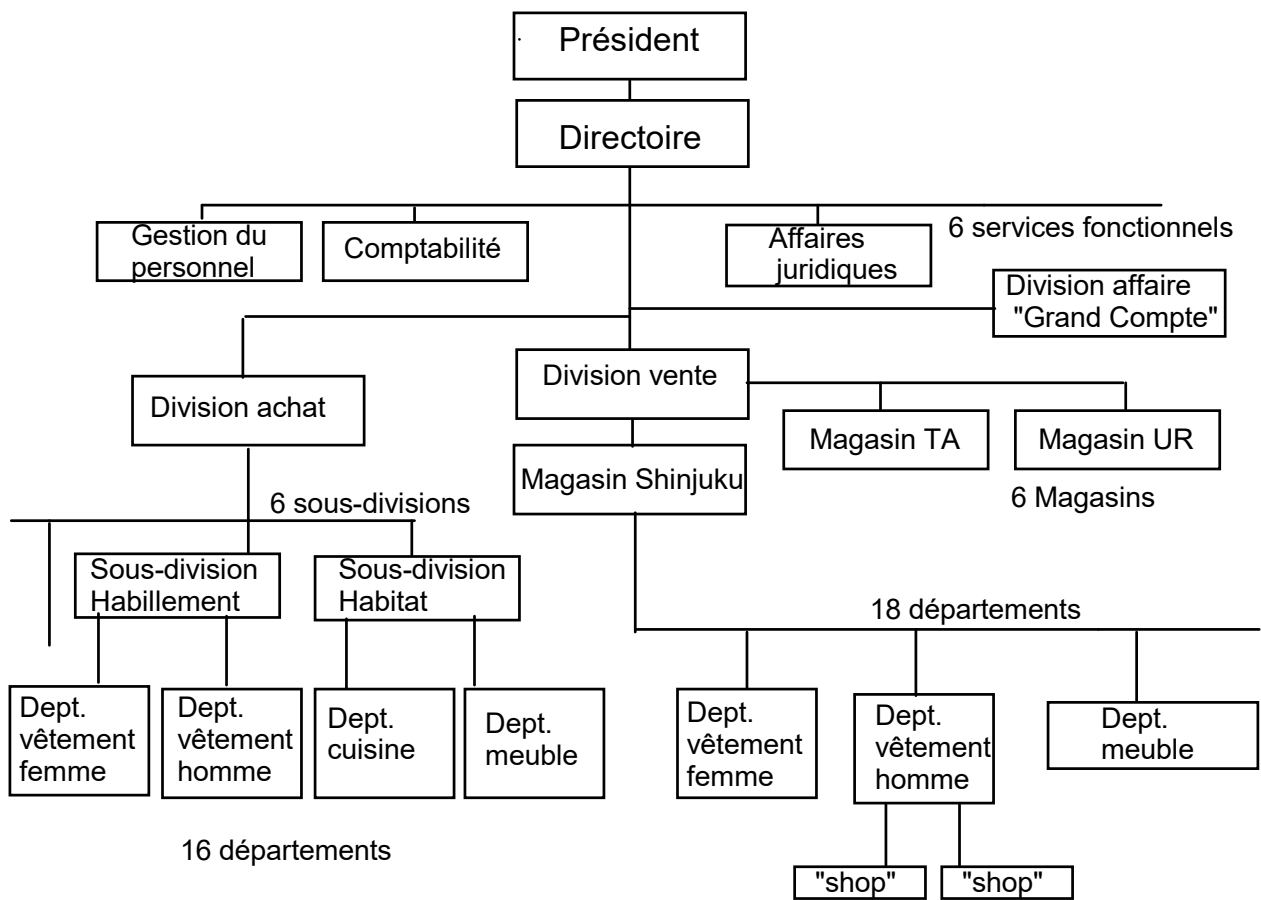 Président
Directoire
Gestion du
personnel
Comptabilité
Affaires
juridiques
6 services fonctionnels
Division affaire
"Grand Compte"
Division achat
Division vente
Magasin TA
Magasin UR
Magasin Shinjuku
6 Magasins
6 sous-divisions
Sous-division
Habillement
Sous-division
Habitat
18 départements
Dept.
vêtement
femme
Dept.
vêtement
homme
Dept.
cuisine
Dept.
meuble
Dept.
vêtement
femme
Dept.
vêtement
homme
Dept.
meuble
16 départements
"shop"
"shop"